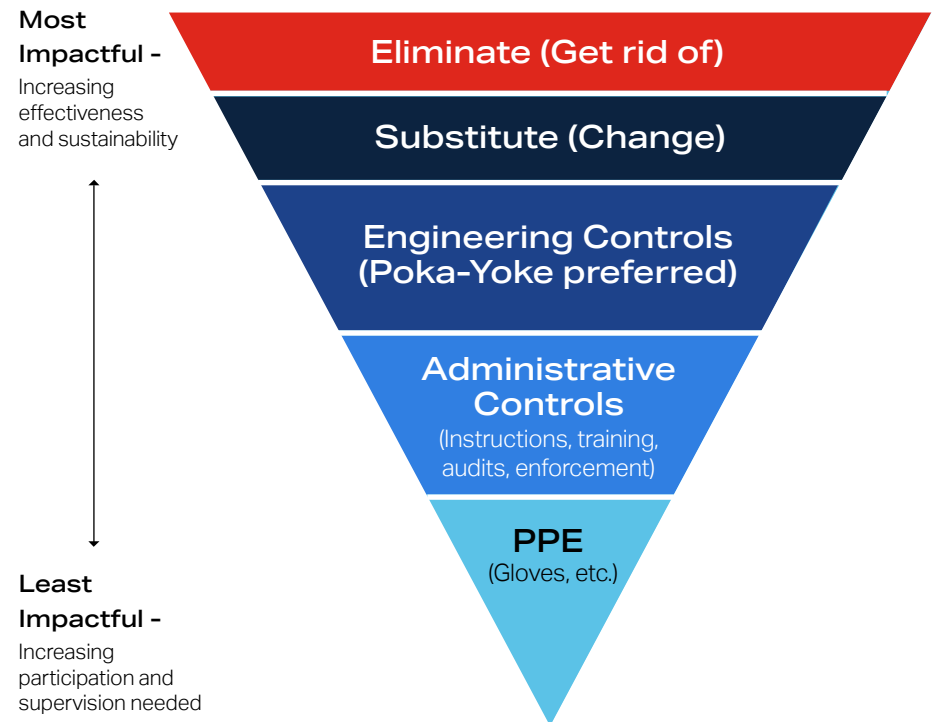 Most
Impactful -
Increasing
effectiveness
and sustainability
Eliminate (Get rid of)
Substitute (Change)
Engineering Controls
(Poka-Yoke preferred)
Administrative
Controls
(Instructions, training,
audits, enforcement)
PPE
(Gloves, etc.)
Least
Impactful -
Increasing
participation and
supervision needed